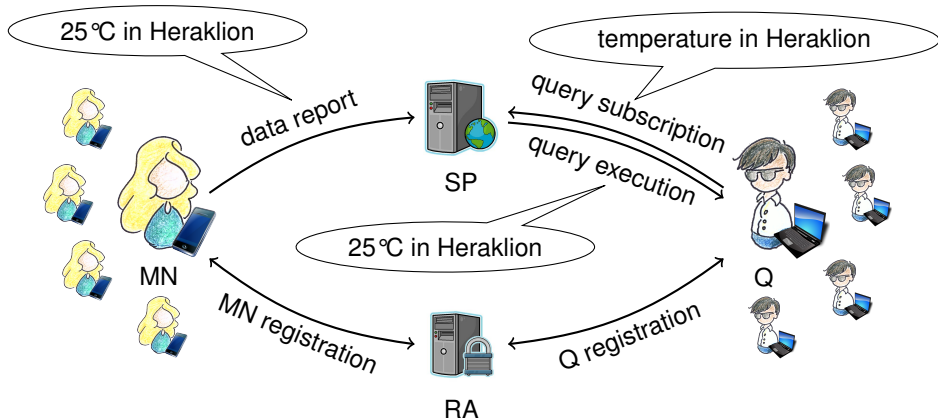 25°C in Heraklion
temperature in Heraklion
data report
query subscription
query execution
SP
25°C in Heraklion
MN
Q
MN registration
Q registration
RA